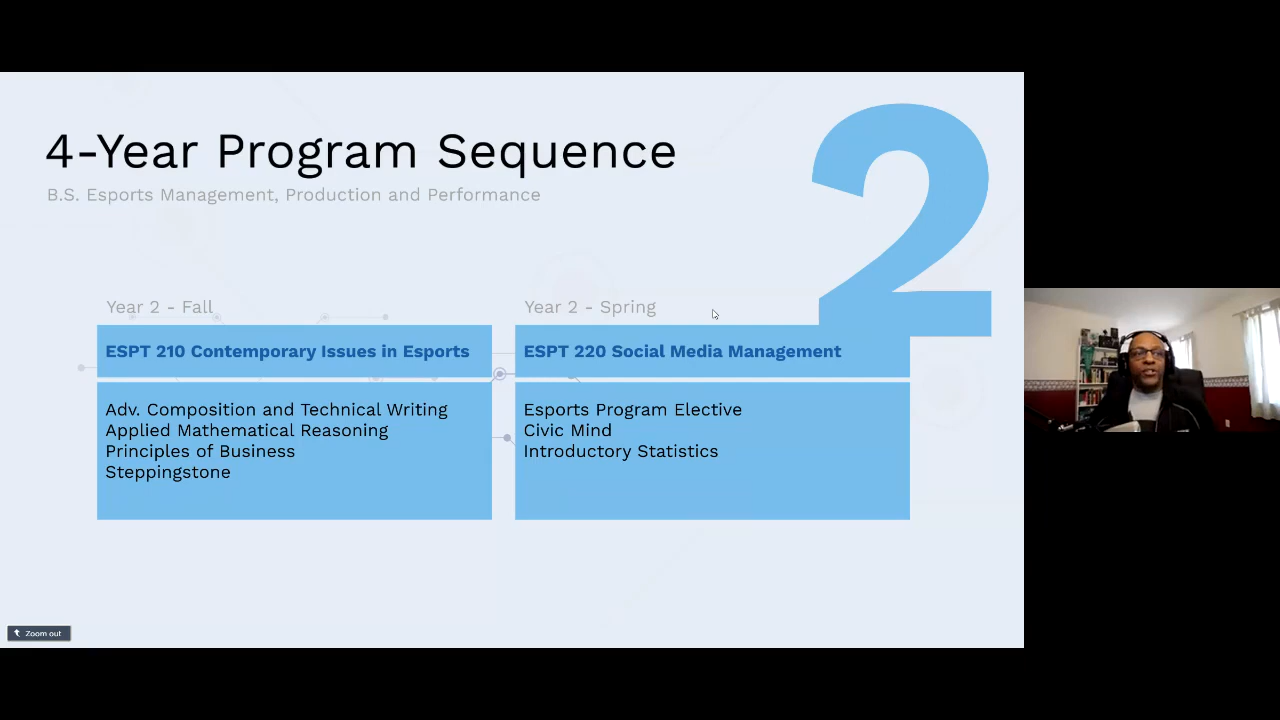 4-Year Program Sequence
B.S. Esports Management, Production and Performance
2
Year 2 - Fall
ESPT 210 Contemporary Issues in Esports
Adv. Composition and Technical Writing
Applied Mathematical Reasoning
Principles of Business
Steppingstone
Year 2 - Spring
ESPT 220 Social Media Management
Esports Program Elective
Civic Mind
Introductory Statistics
Zoom out